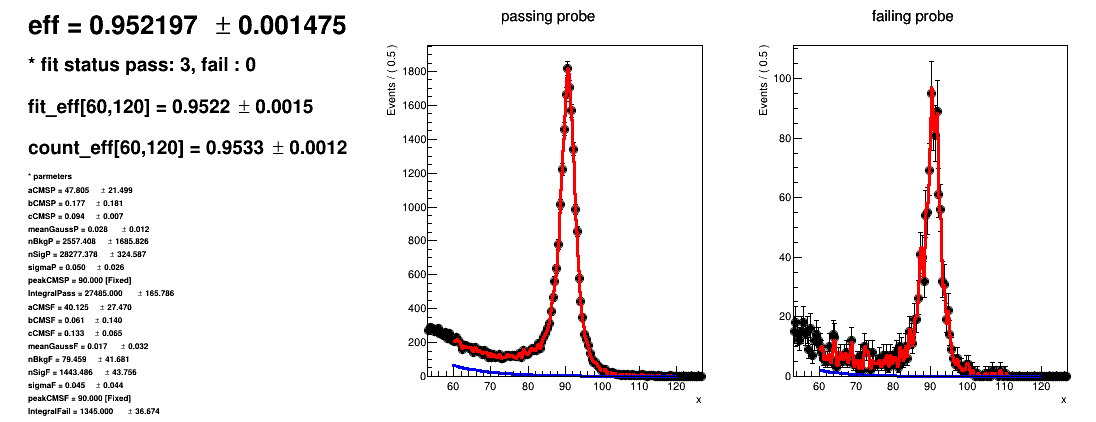 eff = 0.952197 ± 0.001475
* fit status pass: 3, fail : 0
fit_eff[60,120] = 0.9522 ± 0.0015
count_eff[60,120] = 0.9533 ± 0.0012
* parmeters
aCMSP = 47.805 ± 21.499
bCMSP = 0.177 ± 0.181
cCMSP = 0.094 ± 0.007
meanGaussP = 0.028 ± 0.012
nBkgP = 2557.408 ± 1685.826
nSigP = 28277.378 ± 324.587
sigmaP = 0.050 ± 0.026
peakCMSP = 90.000 [Fixed]
IntegralPass = 27485.000 ± 165.786
aCMSF = 40.125 ± 27.470
bCMSF = 0.061 ± 0.140
cCMSF = 0.133 ± 0.065
meanGaussF = 0.017 ± 0.032
nBkgF = 79.459 ± 41.681
nSigF = 1443.486 ± 43.756
sigmaF = 0.045 ± 0.044
peakCMSF = 90.000 [Fixed]
IntegralFail = 1345.000 ± 36.674
passing probe
Events / ( 0.5 )
1800
1600
1400
1200
1000
800
600
400
200
0
60 70 80 90 100 110 120
x
failing probe
Events / ( 0.5 )
100
80
60
40
20
0
60 70 80 90 100 110 120
x